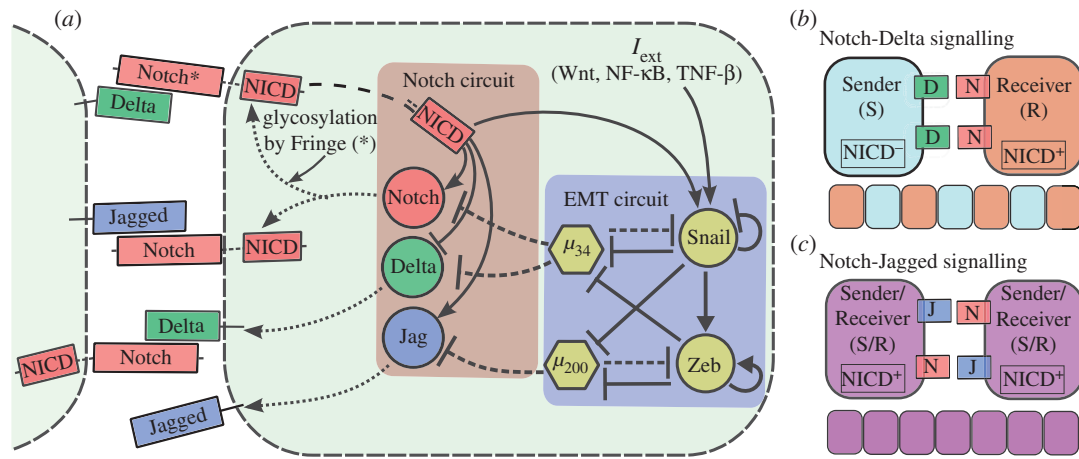 (a)
Notch*
Delta
NICD
Jagged
Notch
NICD
Delta
Notch
NICD
Jagged
glycosylation
by Fringe (*)
Notch circuit
NICD
Notch
Delta
Jag
I_ext
(Wnt, NF-κB, TNF-β)
EMT circuit
μ34
Snail
μ200
Zeb
(b)
Notch-Delta signalling
Sender
(S)
NICD⁻
D N
D N
Receiver
(R)
NICD⁺
(c)
Notch-Jagged signalling
Sender/
Receiver
(S/R)
NICD⁺
J N
N J
Sender/
Receiver
(S/R)
NICD⁺